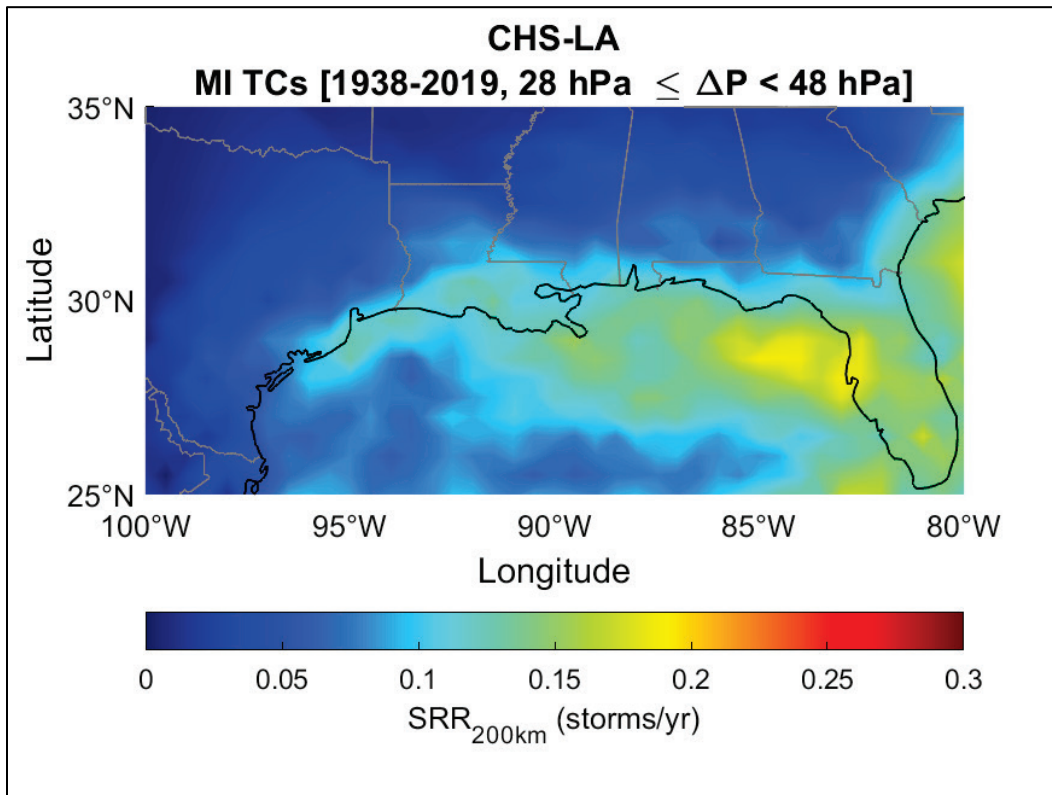 CHS-LA
MI TCs [1938-2019, 28 hPa ≤ ΔP < 48 hPa]
35°N
30°N
25°N
Latitude
100°W 95°W 90°W 85°W 80°W
Longitude
0 0.05 0.1 0.15 0.2 0.25 0.3
SRR200km (storms/yr)